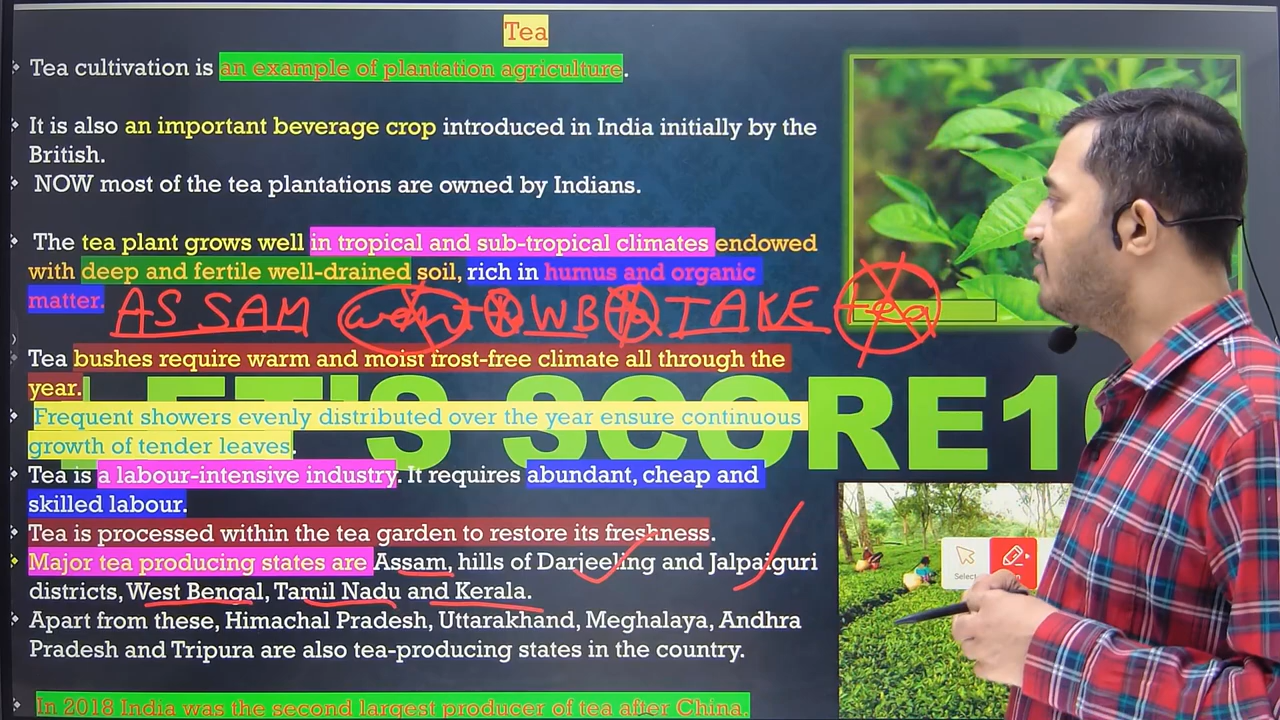 Tea
Tea cultivation is an example of plantation agriculture.
It is also an important beverage crop introduced in India initially by the
British.
NOW most of the tea plantations are owned by Indians.
The tea plant grows well in tropical and sub-tropical climates endowed
with deep and fertile well-drained soil, rich in humus and organic
matter.
ASSAM want WB TAKE tea
Tea bushes require warm and moist frost-free climate all through the
year.
LET'S SCORE
Frequent showers evenly distributed over the year ensure continuous
growth of tender leaves.
Tea is a labour-intensive industry. It requires abundant, cheap and
skilled labour.
Tea is processed within the tea garden to restore its freshness.
Major tea producing states are Assam, hills of Darjeeling and Jalpaiguri
districts, West Bengal, Tamil Nadu and Kerala.
Select
Apart from these, Himachal Pradesh, Uttarakhand, Meghalaya, Andhra
Pradesh and Tripura are also tea-producing states in the country.
In 2018 India was the second largest producer of tea after China.